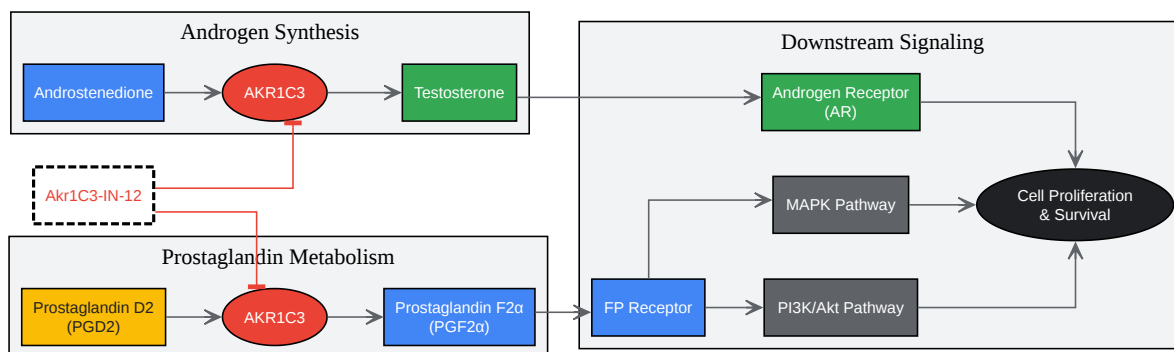 Androgen Synthesis
Androstenedione
AKR1C3
Testosterone
Akr1C3-IN-12
Prostaglandin Metabolism
Prostaglandin D2
(PGD2)
AKR1C3
Prostaglandin F2α
(PGF2α)
Downstream Signaling
Androgen Receptor
(AR)
MAPK Pathway
Cell Proliferation
& Survival
FP Receptor
PI3K/Akt Pathway